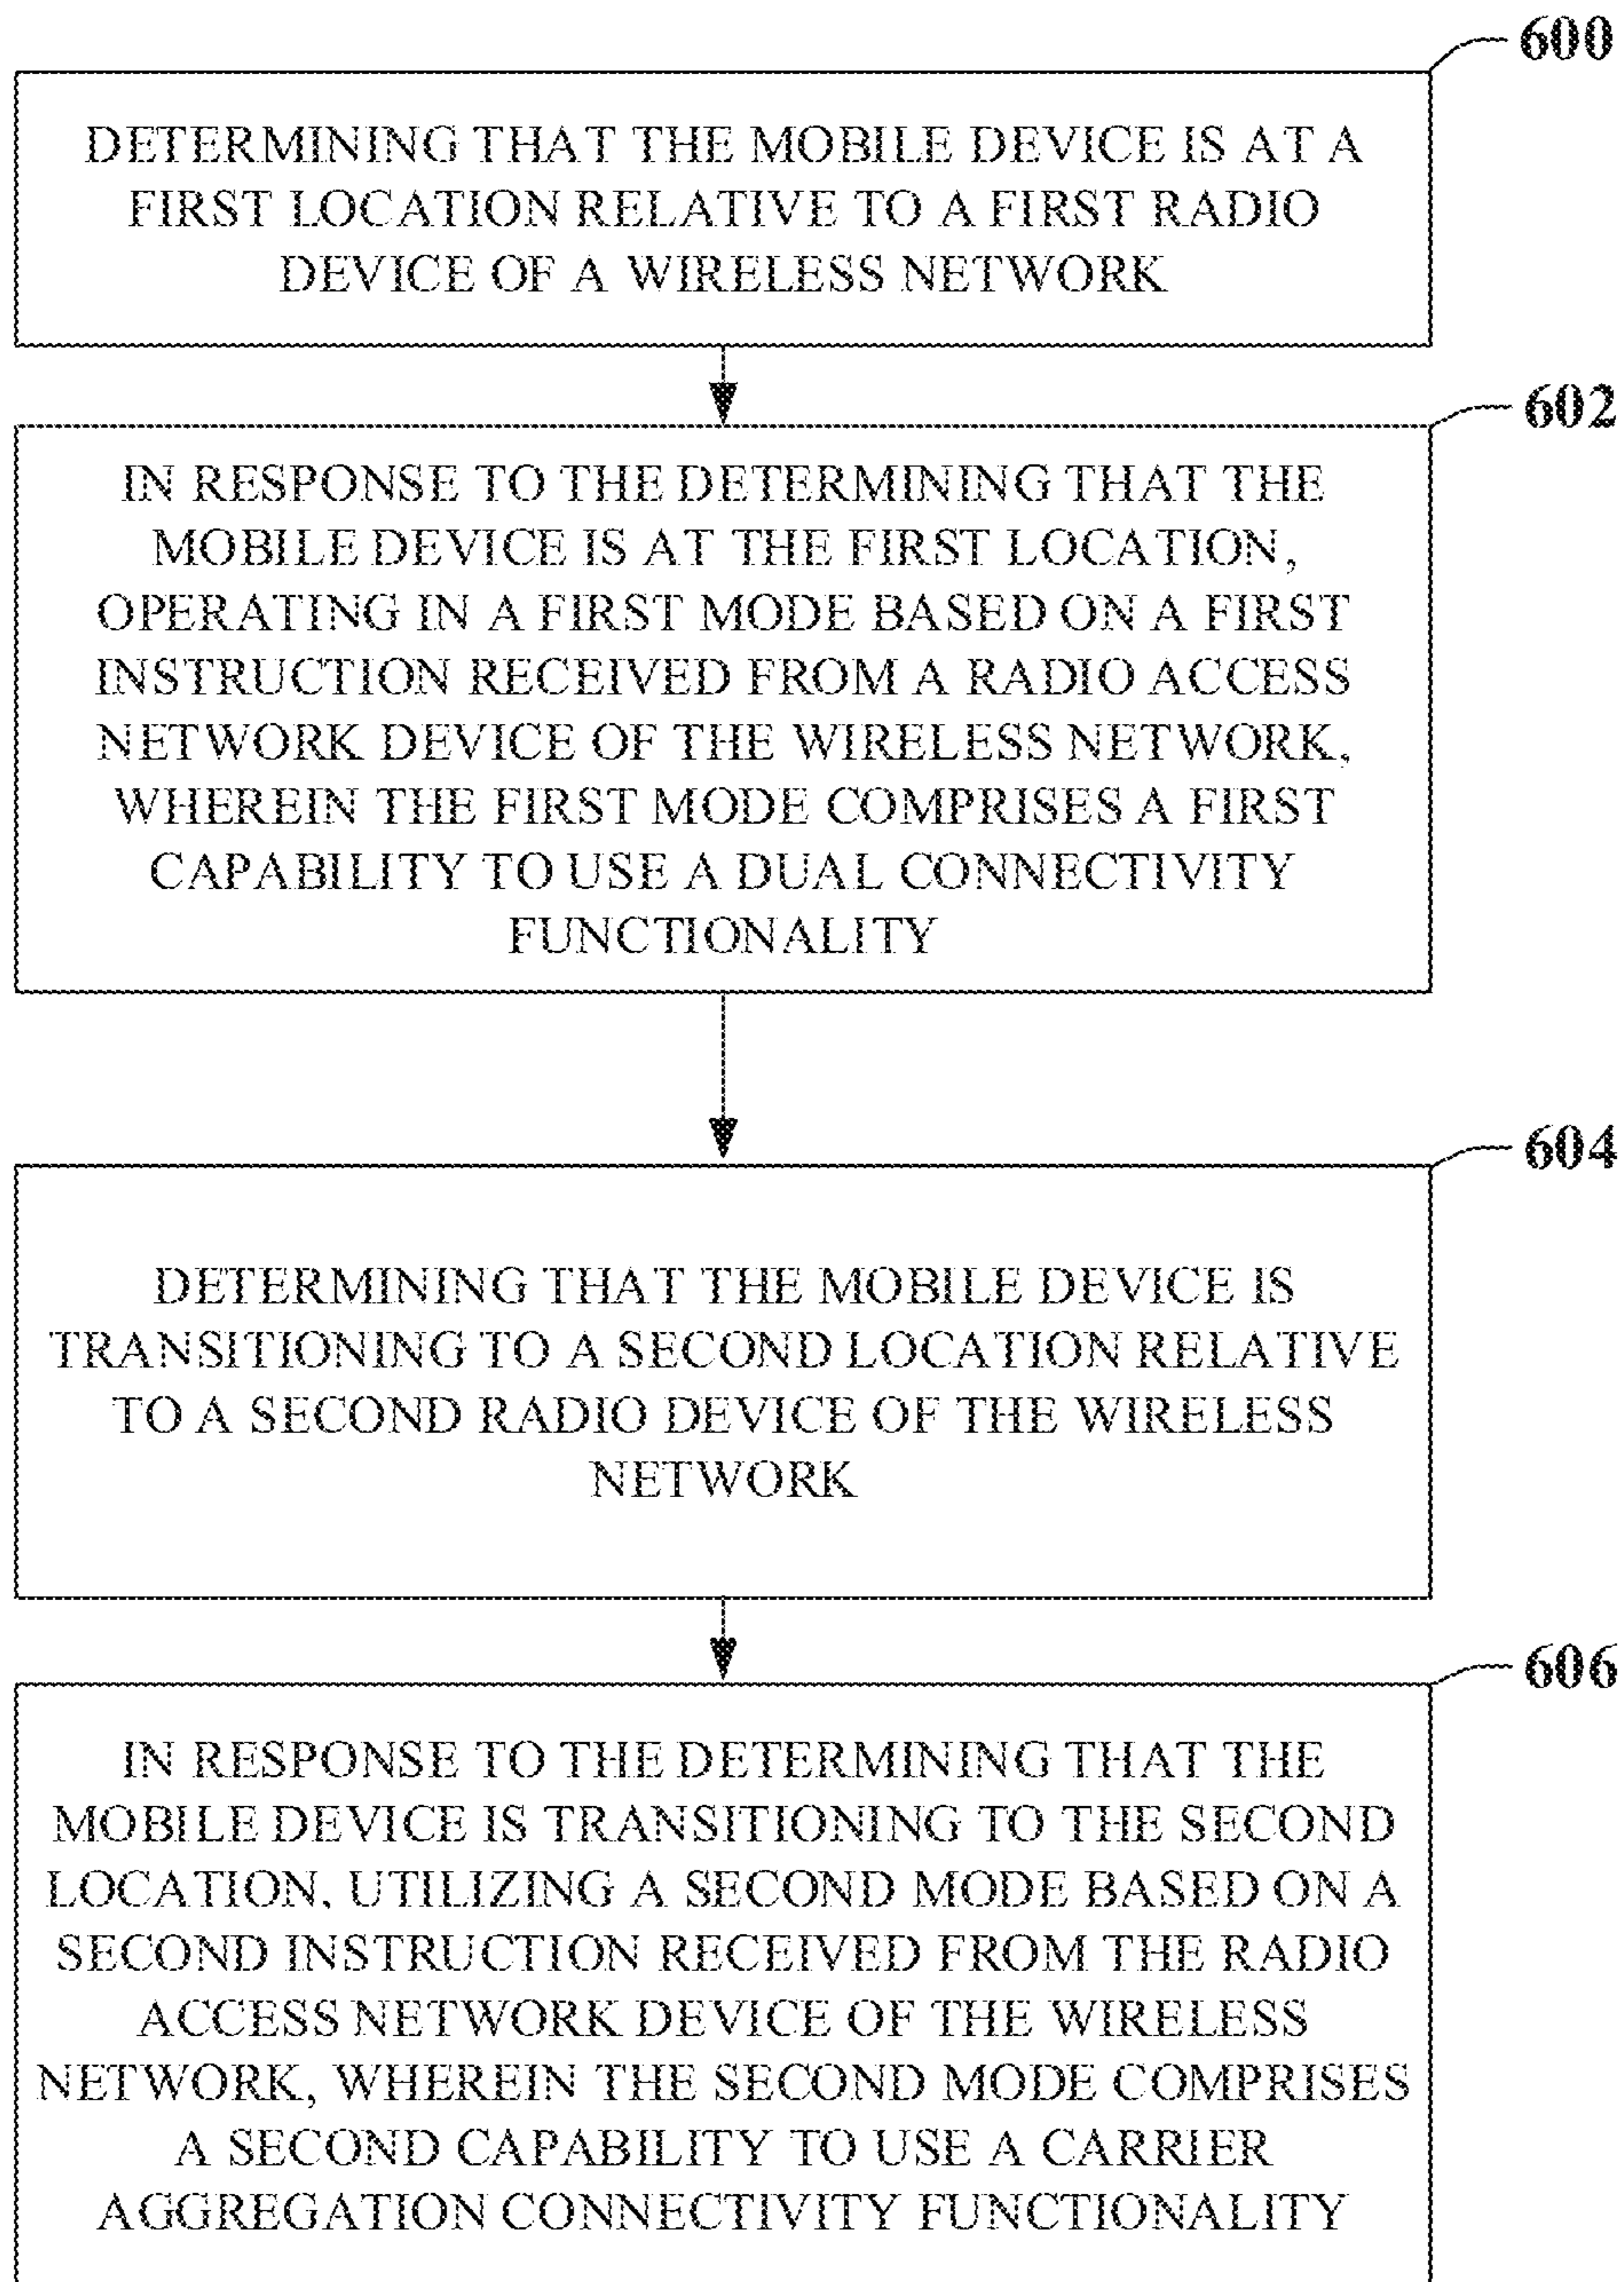 600
DETERMINING THAT THE MOBILE DEVICE IS AT A
FIRST LOCATION RELATIVE TO A FIRST RADIO
DEVICE OF A WIRELESS NETWORK
602
IN RESPONSE TO THE DETERMINING THAT THE
MOBILE DEVICE IS AT THE FIRST LOCATION,
OPERATING IN A FIRST MODE BASED ON A FIRST
INSTRUCTION RECEIVED FROM A RADIO ACCESS
NETWORK DEVICE OF THE WIRELESS NETWORK,
WHEREIN THE FIRST MODE COMPRISES A FIRST
CAPABILITY TO USE A DUAL CONNECTIVITY
FUNCTIONALITY
604
DETERMINING THAT THE MOBILE DEVICE IS
TRANSITIONING TO A SECOND LOCATION RELATIVE
TO A SECOND RADIO DEVICE OF THE WIRELESS
NETWORK
606
IN RESPONSE TO THE DETERMINING THAT THE
MOBILE DEVICE IS TRANSITIONING TO THE SECOND
LOCATION, UTILIZING A SECOND MODE BASED ON A
SECOND INSTRUCTION RECEIVED FROM THE RADIO
ACCESS NETWORK DEVICE OF THE WIRELESS
NETWORK, WHEREIN THE SECOND MODE COMPRISES
A SECOND CAPABILITY TO USE A CARRIER
AGGREGATION CONNECTIVITY FUNCTIONALITY